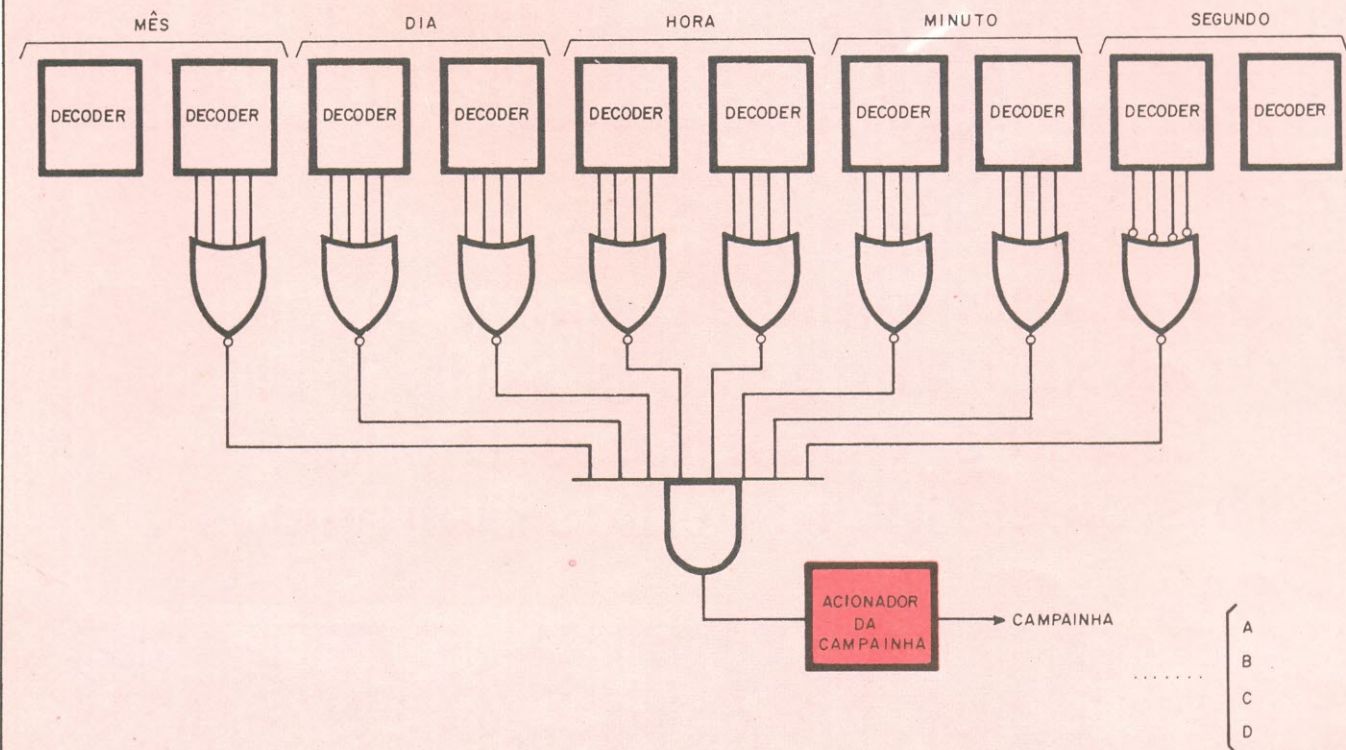 MÊS
DIA
HORA
MINUTO
SEGUNDO
DECODER
DECODER
DECODER
DECODER
DECODER
DECODER
DECODER
DECODER
DECODER
DECODER
ACIONADOR
DA
CAMPAINHA
CAMPAINHA
.......
A
B
C
D